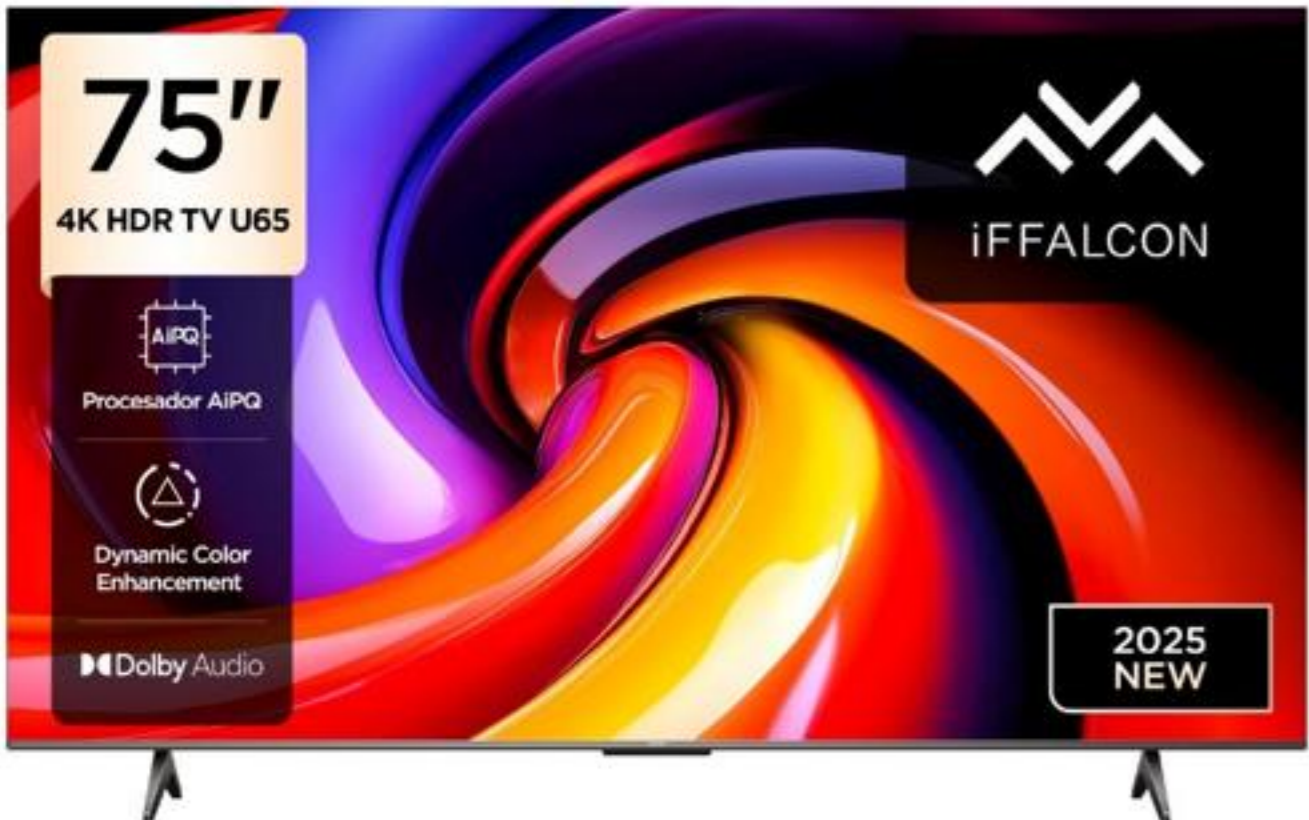 75"
4K HDR TV U65
AiPQ
Procesador AiPQ
Dynamic Color
Enhancement
Dolby Audio
iFFALCON
2025
NEW